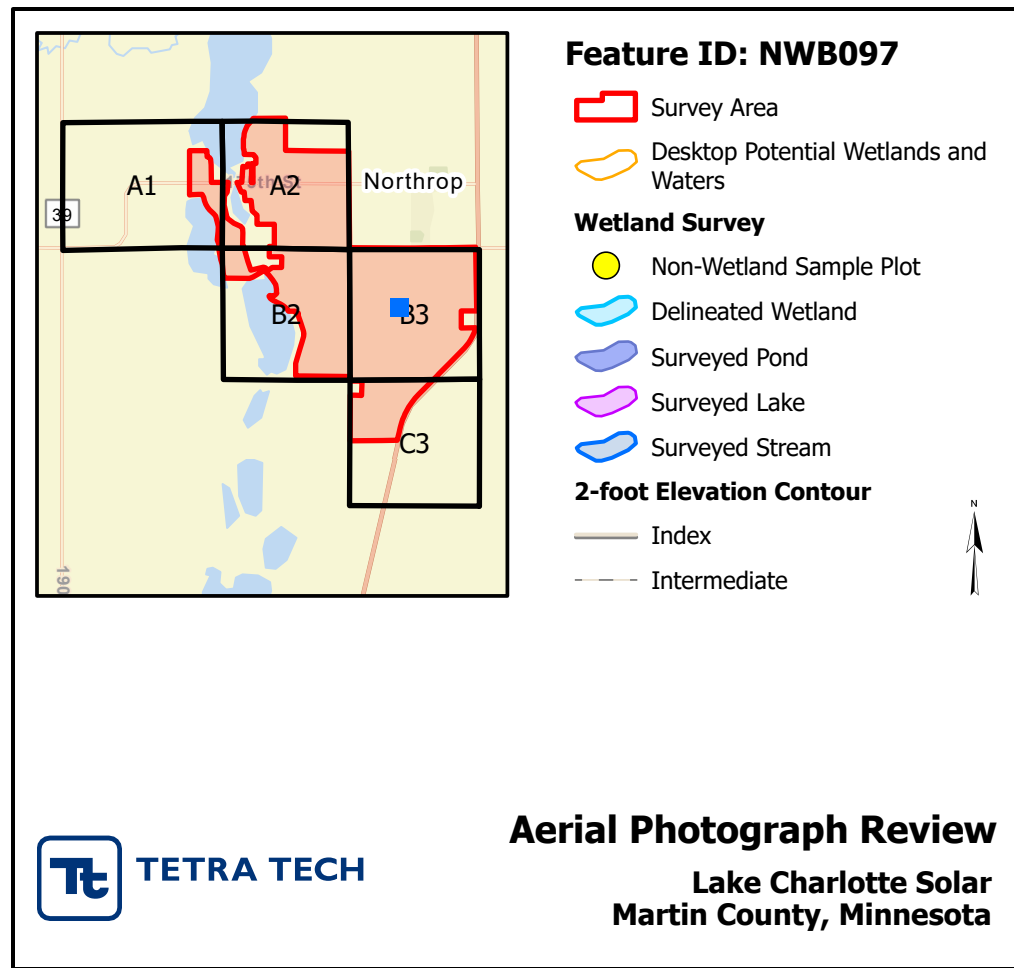 Feature ID: NWB097
Survey Area
Desktop Potential Wetlands and
Waters
Wetland Survey
Non-Wetland Sample Plot
Delineated Wetland
Surveyed Pond
Surveyed Lake
Surveyed Stream
2-foot Elevation Contour
Index
Intermediate
N
A1
A2
Northrop
39
B2
B3
C3
190
Tt
TETRA TECH
Aerial Photograph Review
Lake Charlotte Solar
Martin County, Minnesota